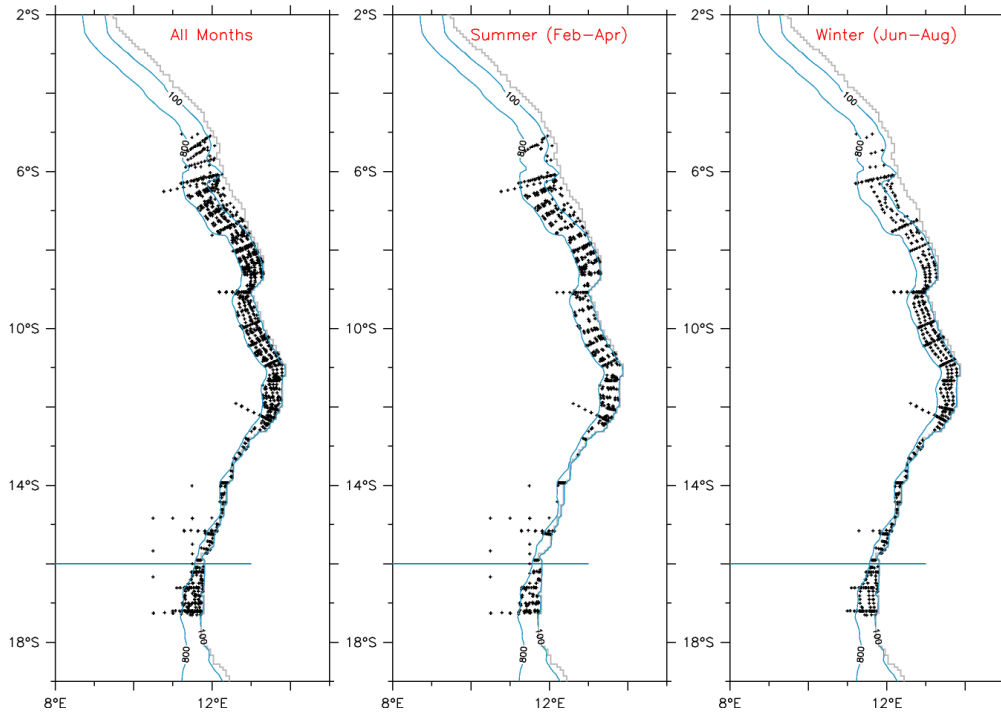 2°S 2°S 2°S
All Months Summer (Feb-Apr) Winter (Jun-Aug)
100 100 100
800 800 800
6°S 6°S 6°S
10°S 10°S 10°S
14°S 14°S 14°S
18°S 18°S 18°S
100 100 100
800 800 800
8°E 12°E 8°E 12°E 8°E 12°E